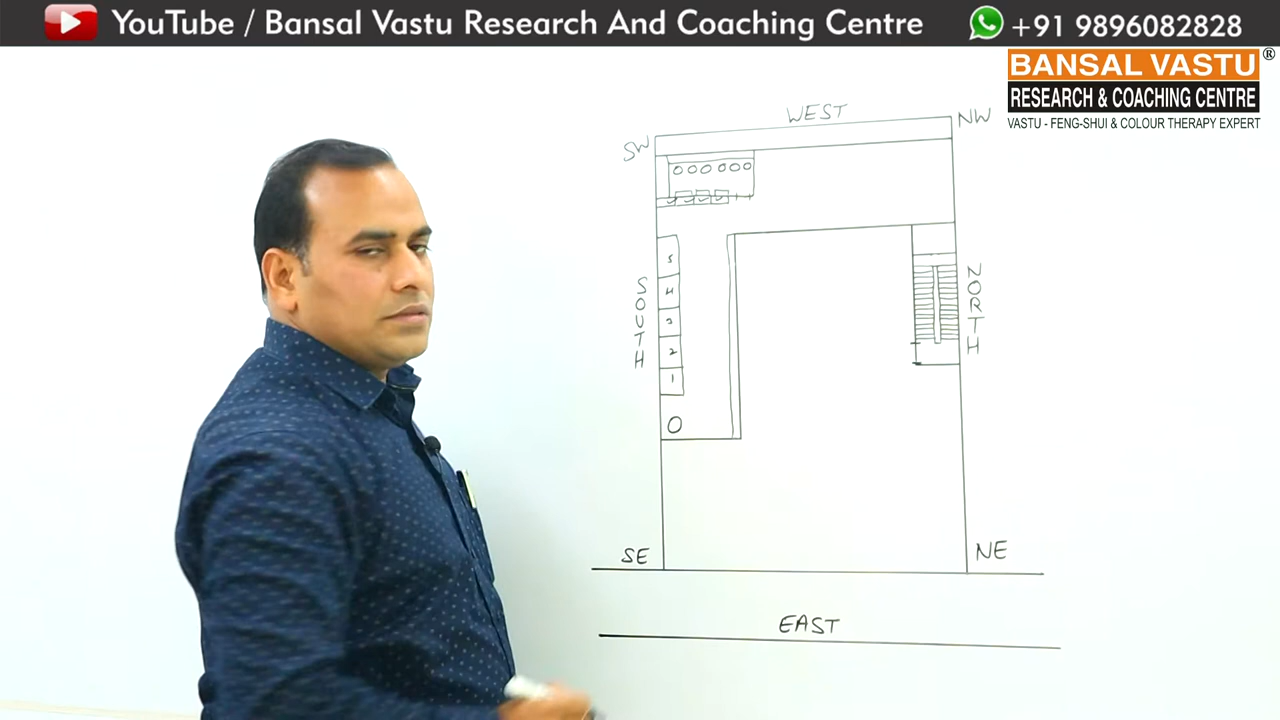 YouTube / Bansal Vastu Research And Coaching Centre
+91 9896082828
BANSAL VASTU®
RESEARCH & COACHING CENTRE
VASTU - FENG-SHUI & COLOUR THERAPY EXPERT
WEST
NW
SW
SOUTH
NORTH
5
4
3
2
1
SE
NE
EAST